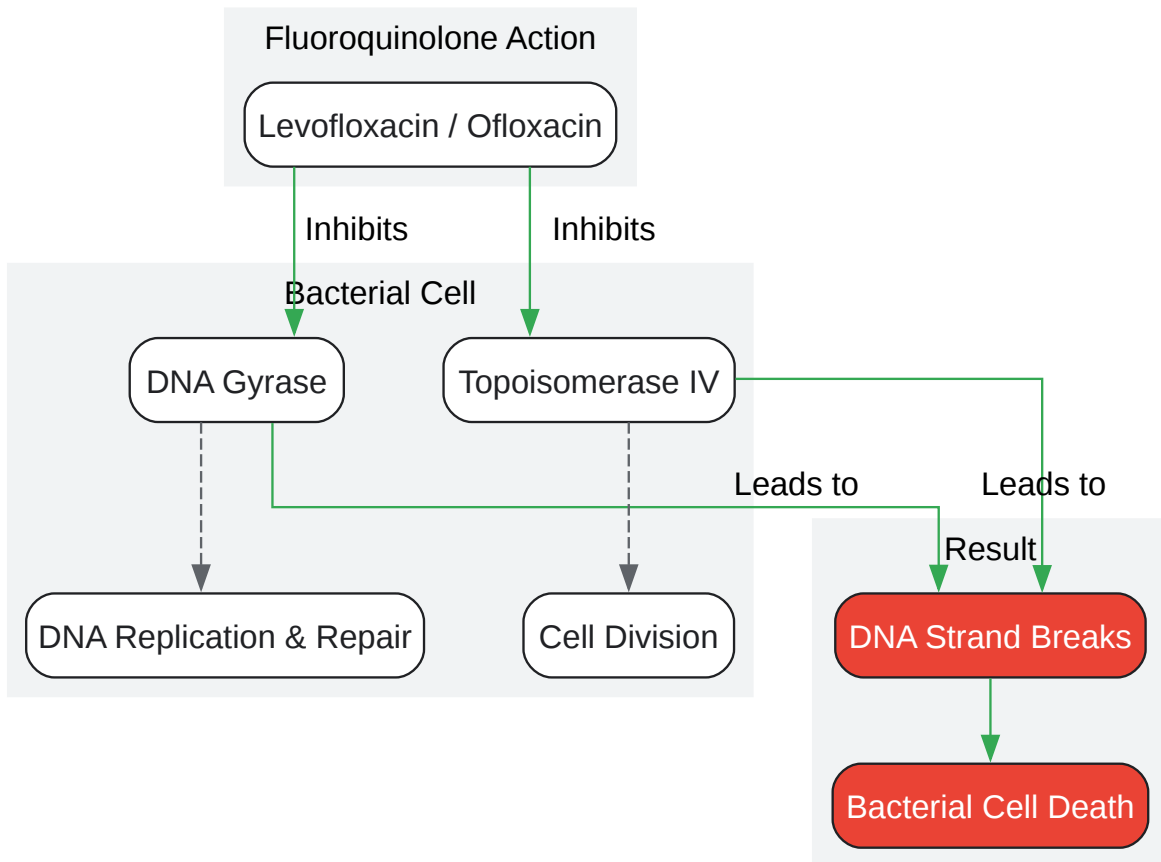 Fluoroquinolone Action
Levofloxacin / Ofloxacin
Inhibits
Inhibits
Bacterial Cell
DNA Gyrase
Topoisomerase IV
Leads to
Leads to
Result
DNA Replication & Repair
Cell Division
DNA Strand Breaks
Bacterial Cell Death